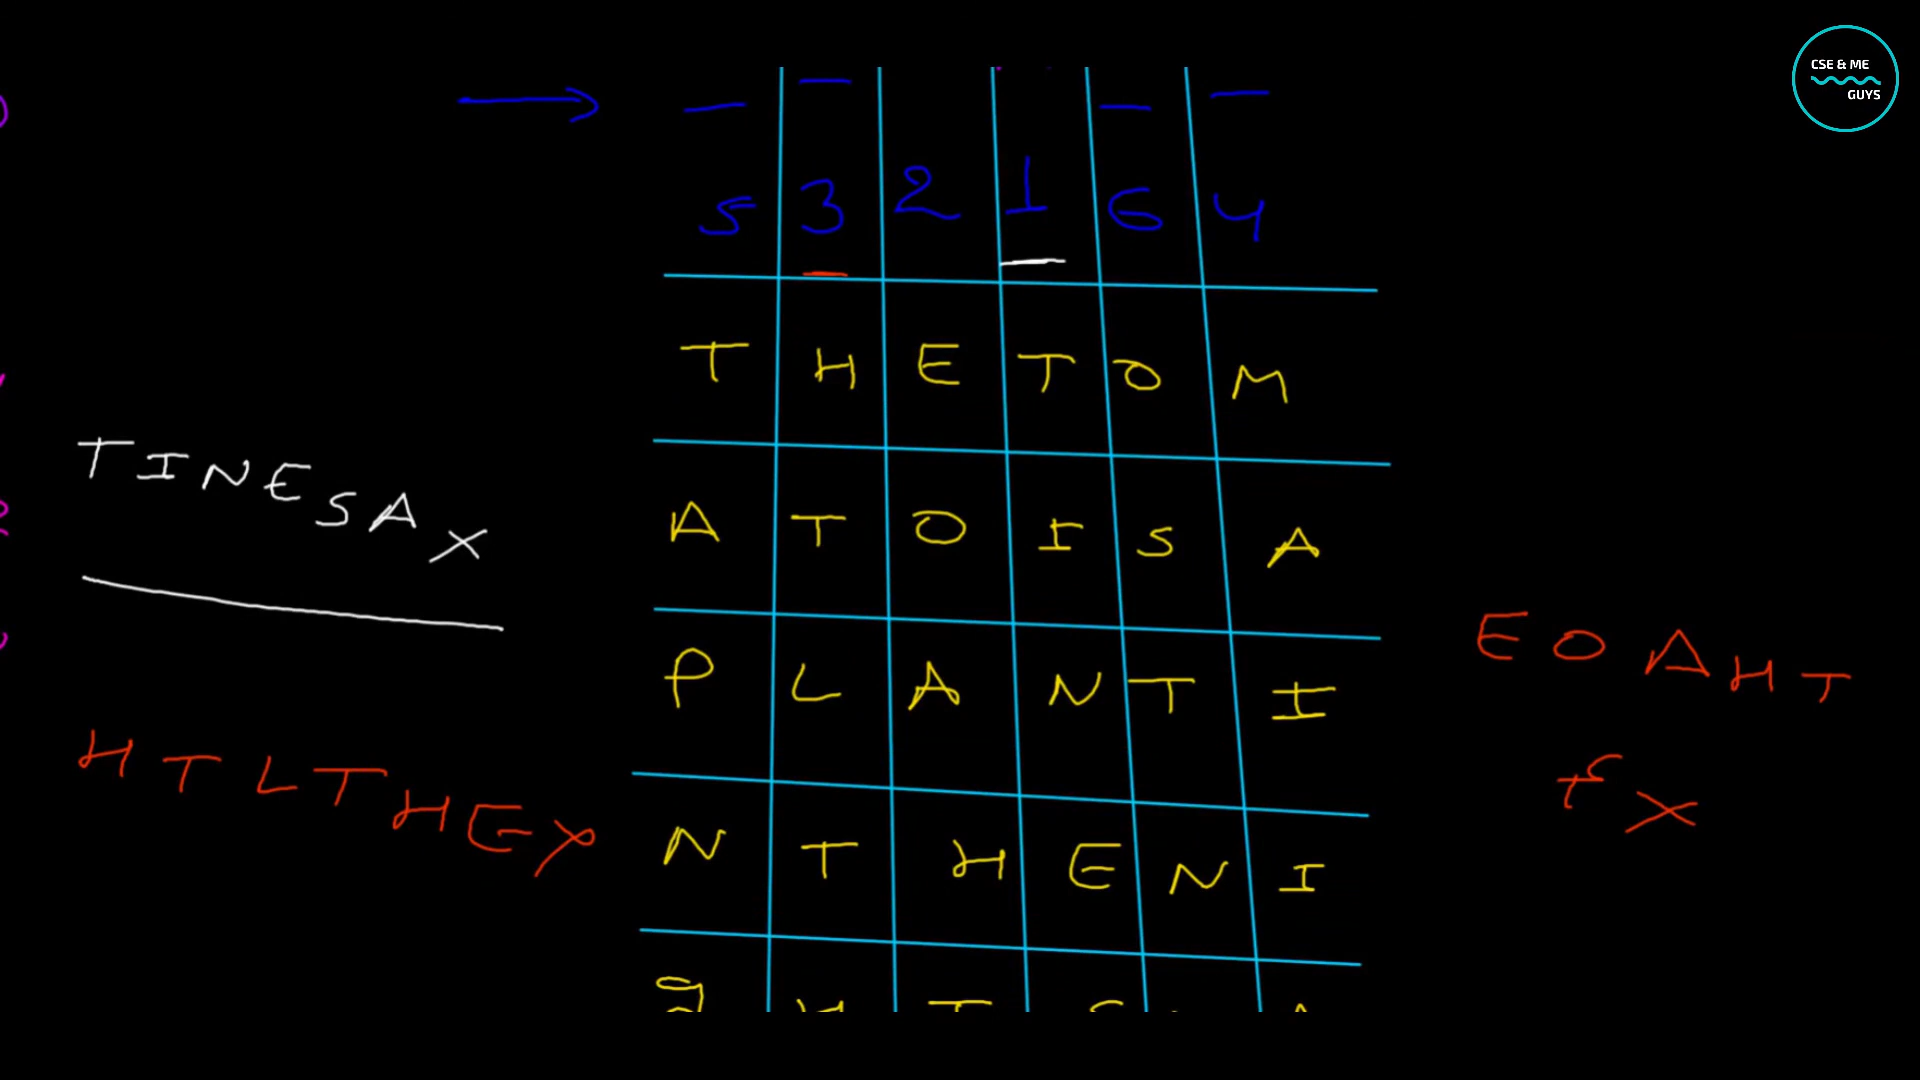 CSE & ME
GUYS
5 3 2 1 6 4
T H E T O M
A T O I S A
TINESAX
P L A N T I
EOAHT
fX
HTLTHEX
N T H E N I